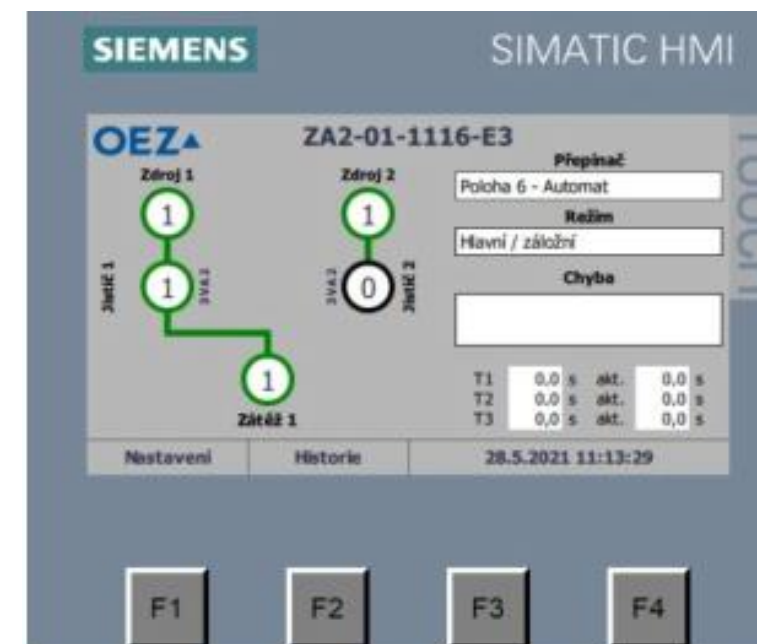 SIEMENS
SIMATIC HMI
TOUCH
OEZ
ZA2-01-1116-E3
Zdroj 1
Zdroj 2
Přepínač
1
1
Poloha 6 - Automat
Režim
Hlavní / záložní
Jistič 1
1
3VA2
3VA2
0
Jistič 2
Chyba
1
Zátěž 1
T1 0,0 s akt. 0,0 s
T2 0,0 s akt. 0,0 s
T3 0,0 s akt. 0,0 s
Nastavení
Historie
28.5.2021 11:13:29
F1
F2
F3
F4